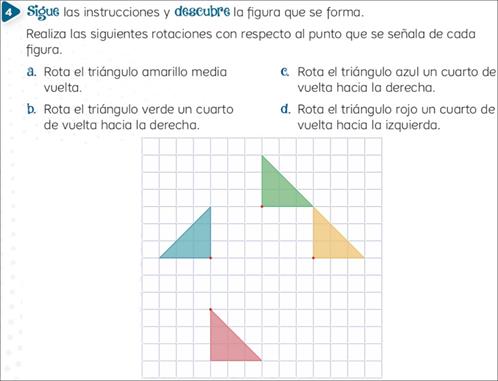 4 Sigue las instrucciones y descubre la figura que se forma.
Realiza las siguientes rotaciones con respecto al punto que se señala de cada
figura.
a. Rota el triángulo amarillo media
vuelta.
b. Rota el triángulo verde un cuarto
de vuelta hacia la derecha.
c. Rota el triángulo azul un cuarto de
vuelta hacia la derecha.
d. Rota el triángulo rojo un cuarto de
vuelta hacia la izquierda.